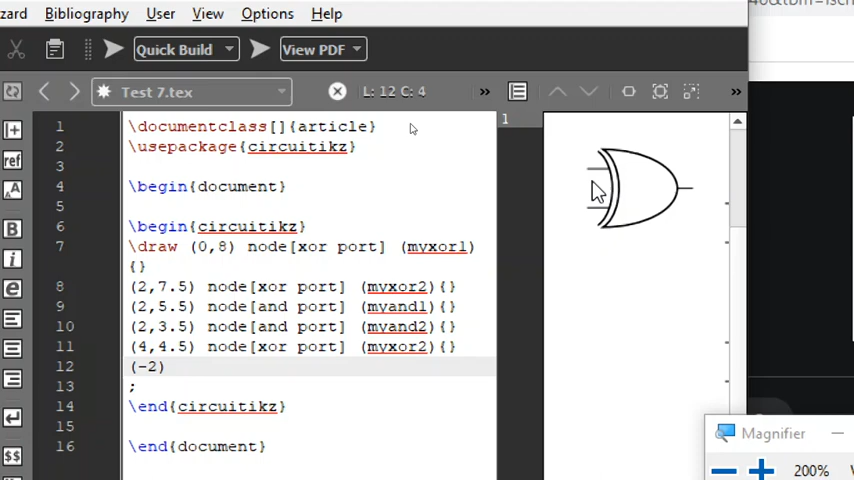 zard Bibliography User View Options Help
Quick Build View PDF
Test 7.tex L: 12 C: 4 » »
1 \documentclass[]{article} 1
2 \usepackage{circuitikz}
3
ref
4 \begin{document}
5
6 \begin{circuitikz}
7 \draw (0,8) node[xor port] (myxor1)
{}
8 (2,7.5) node[xor port] (myxor2){}
9 (2,5.5) node[and port] (myand1){}
10 (2,3.5) node[and port] (myand2){}
11 (4,4.5) node[xor port] (myxor2){}
12 (-2)
13 ;
14 \end{circuitikz}
15
16 \end{document}
B
i
e
$$
Magnifier
200%